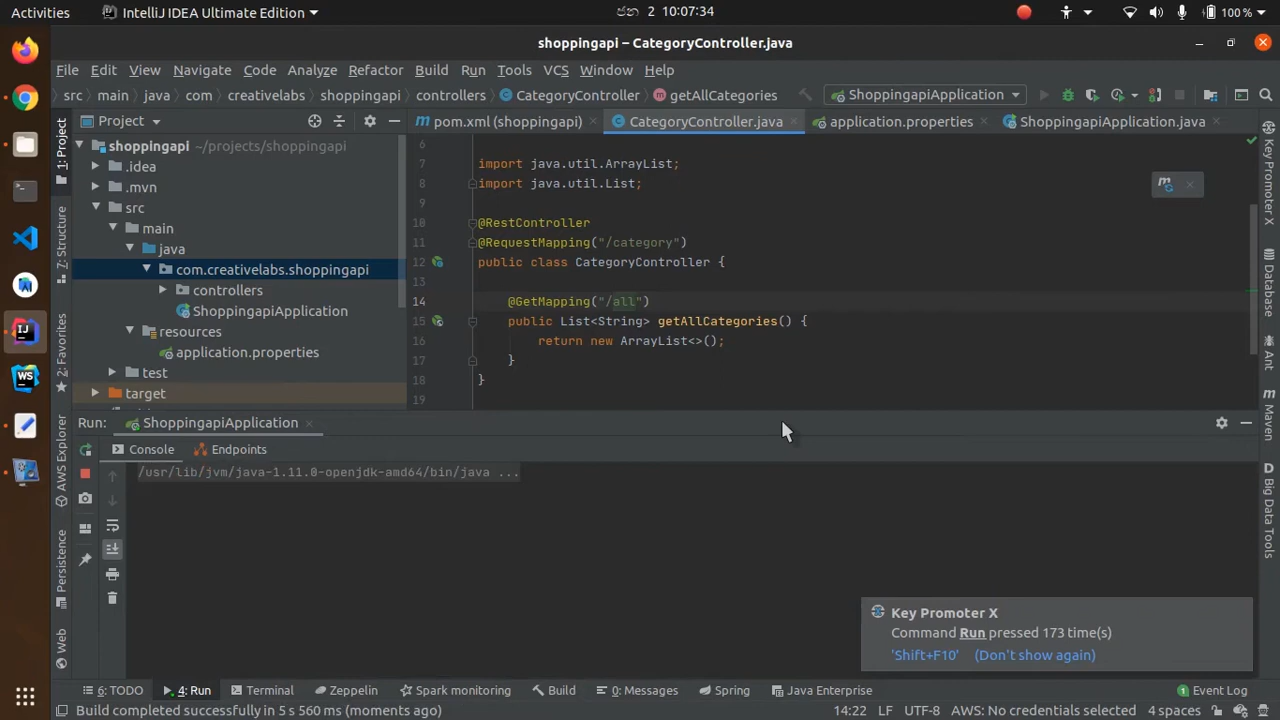 Activities IntelliJ IDEA Ultimate Edition ජන 2 10:07:34 100 %
shoppingapi – CategoryController.java
File Edit View Navigate Code Analyze Refactor Build Run Tools VCS Window Help
src main java com creativelabs shoppingapi controllers CategoryController getAllCategories ShoppingapiApplication
Project pom.xml (shoppingapi) CategoryController.java application.properties ShoppingapiApplication.java
shoppingapi ~/projects/shoppingapi
.idea
.mvn
src
main
java
com.creativelabs.shoppingapi
controllers
ShoppingapiApplication
resources
application.properties
test
target
6
7 import java.util.ArrayList;
8 import java.util.List;
9
10 @RestController
11 @RequestMapping("/category")
12 public class CategoryController {
13
14 @GetMapping("/all")
15 public List<String> getAllCategories() {
16 return new ArrayList<>();
17 }
18 }
19
1: Project
7: Structure
2: Favorites
AWS Explorer
Persistence
Web
Key Promoter X
Database
Ant
Maven
Big Data Tools
Run: ShoppingapiApplication
Console Endpoints
/usr/lib/jvm/java-1.11.0-openjdk-amd64/bin/java ...
Key Promoter X
Command Run pressed 173 time(s)
'Shift+F10' (Don't show again)
6: TODO 4: Run Terminal Zeppelin Spark monitoring Build 0: Messages Spring Java Enterprise 1 Event Log
Build completed successfully in 5 s 560 ms (moments ago) 14:22 LF UTF-8 AWS: No credentials selected 4 spaces